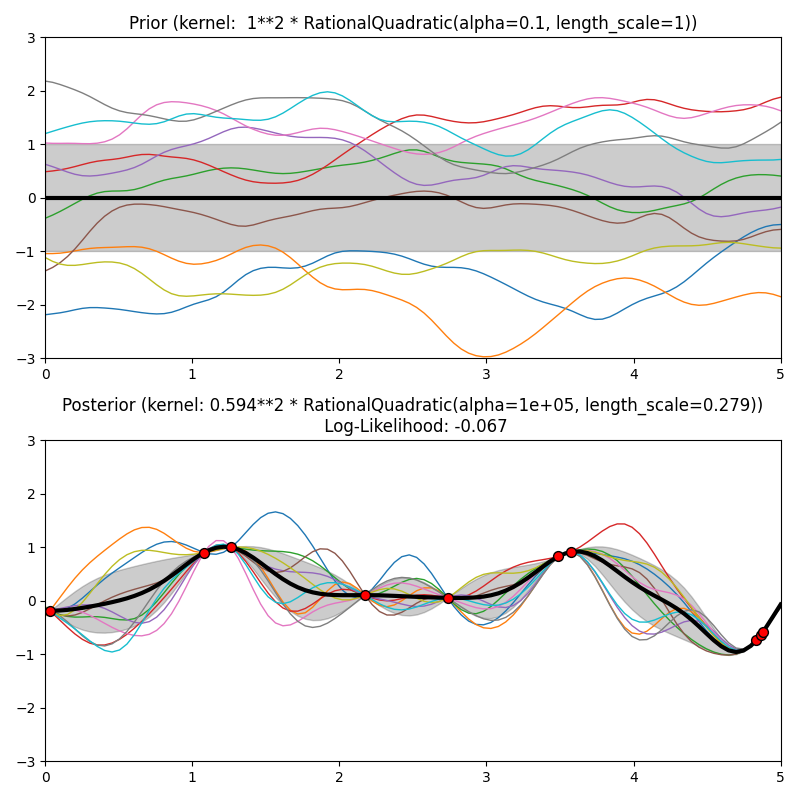 Prior (kernel:  1**2 * RationalQuadratic(alpha=0.1, length_scale=1))
3
2
1
0
−1
−2
−3
0 1 2 3 4 5
Posterior (kernel: 0.594**2 * RationalQuadratic(alpha=1e+05, length_scale=0.279))
Log-Likelihood: -0.067
3
2
1
0
−1
−2
−3
0 1 2 3 4 5